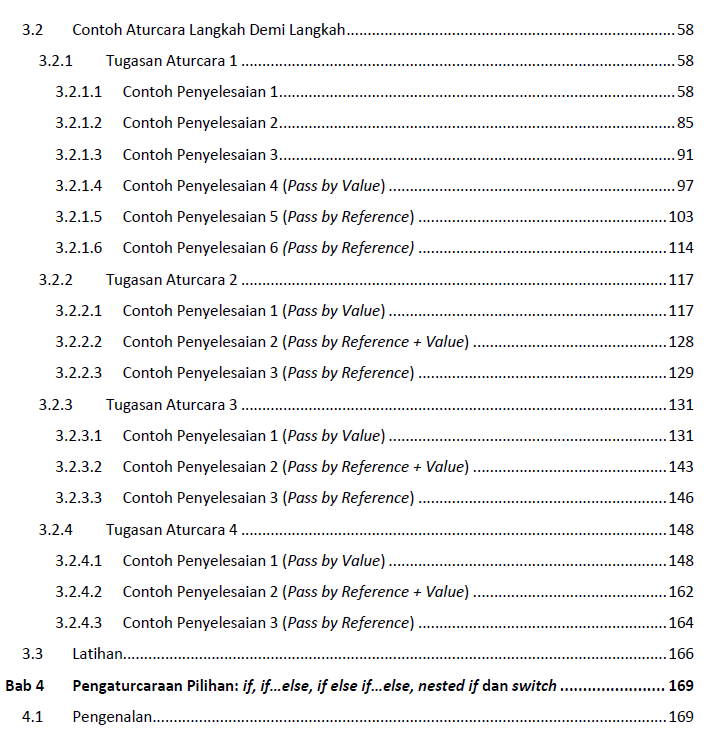 3.2 Contoh Aturcara Langkah Demi Langkah..............................................................................58
3.2.1 Tugasan Aturcara 1 .......................................................................................................58
3.2.1.1 Contoh Penyelesaian 1..............................................................................................58
3.2.1.2 Contoh Penyelesaian 2..............................................................................................85
3.2.1.3 Contoh Penyelesaian 3..............................................................................................91
3.2.1.4 Contoh Penyelesaian 4 (Pass by Value) ....................................................................97
3.2.1.5 Contoh Penyelesaian 5 (Pass by Reference) ...........................................................103
3.2.1.6 Contoh Penyelesaian 6 (Pass by Reference) ...........................................................114
3.2.2 Tugasan Aturcara 2 .....................................................................................................117
3.2.2.1 Contoh Penyelesaian 1 (Pass by Value) ..................................................................117
3.2.2.2 Contoh Penyelesaian 2 (Pass by Reference + Value) ..............................................128
3.2.2.3 Contoh Penyelesaian 3 (Pass by Reference) ...........................................................129
3.2.3 Tugasan Aturcara 3 .....................................................................................................131
3.2.3.1 Contoh Penyelesaian 1 (Pass by Value) ..................................................................131
3.2.3.2 Contoh Penyelesaian 2 (Pass by Reference + Value) ..............................................143
3.2.3.3 Contoh Penyelesaian 3 (Pass by Reference) ...........................................................146
3.2.4 Tugasan Aturcara 4 .....................................................................................................148
3.2.4.1 Contoh Penyelesaian 1 (Pass by Value) ..................................................................148
3.2.4.2 Contoh Penyelesaian 2 (Pass by Reference + Value) ..............................................162
3.2.4.3 Contoh Penyelesaian 3 (Pass by Reference) ...........................................................164
3.3 Latihan.................................................................................................................................166
Bab 4 Pengaturcaraan Pilihan: if, if…else, if else if…else, nested if dan switch ....................... 169
4.1 Pengenalan..........................................................................................................................169